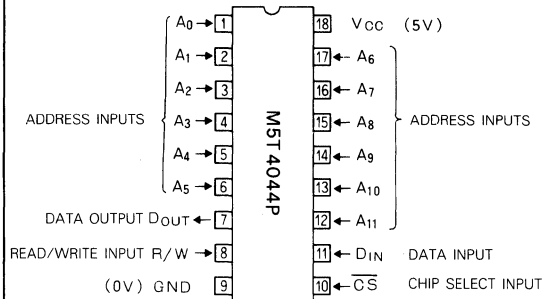 A0 → 1 18 VCC (5V)
A1 → 2 17 ← A6
A2 → 3 16 ← A7
ADDRESS INPUTS A3 → 4 M5T4044P 15 ← A8 ADDRESS INPUTS
A4 → 5 14 ← A9
A5 → 6 13 ← A10
DATA OUTPUT DOUT ← 7 12 ← A11
READ/WRITE INPUT R/W → 8 11 ← DIN DATA INPUT
(0V) GND 9 10 ← C̅S̅ CHIP SELECT INPUT